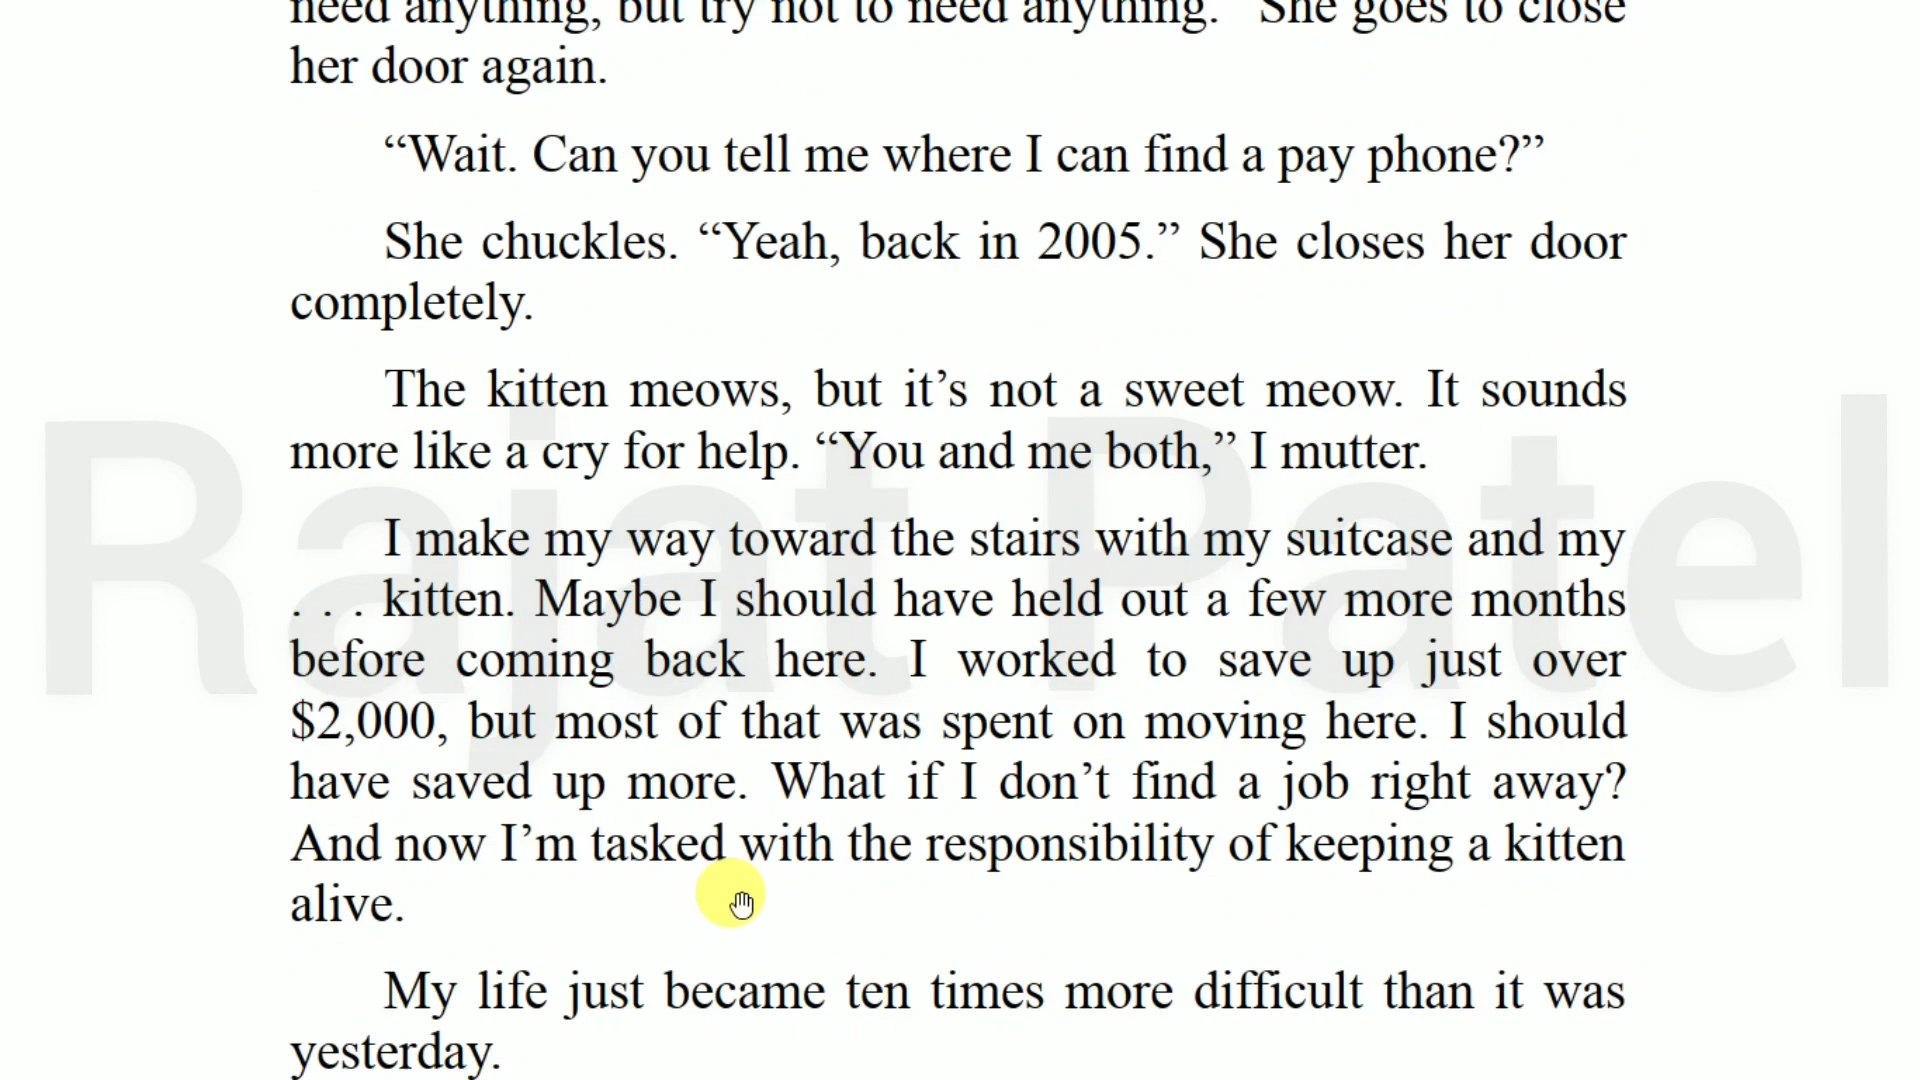 need anything, but try not to need anything.” She goes to close
her door again.
“Wait. Can you tell me where I can find a pay phone?”
She chuckles. “Yeah, back in 2005.” She closes her door
completely.
The kitten meows, but it’s not a sweet meow. It sounds
more like a cry for help. “You and me both,” I mutter.
I make my way toward the stairs with my suitcase and my
. . . kitten. Maybe I should have held out a few more months
before coming back here. I worked to save up just over
$2,000, but most of that was spent on moving here. I should
have saved up more. What if I don’t find a job right away?
And now I’m tasked with the responsibility of keeping a kitten
alive.
My life just became ten times more difficult than it was
yesterday.
Rajat Patel